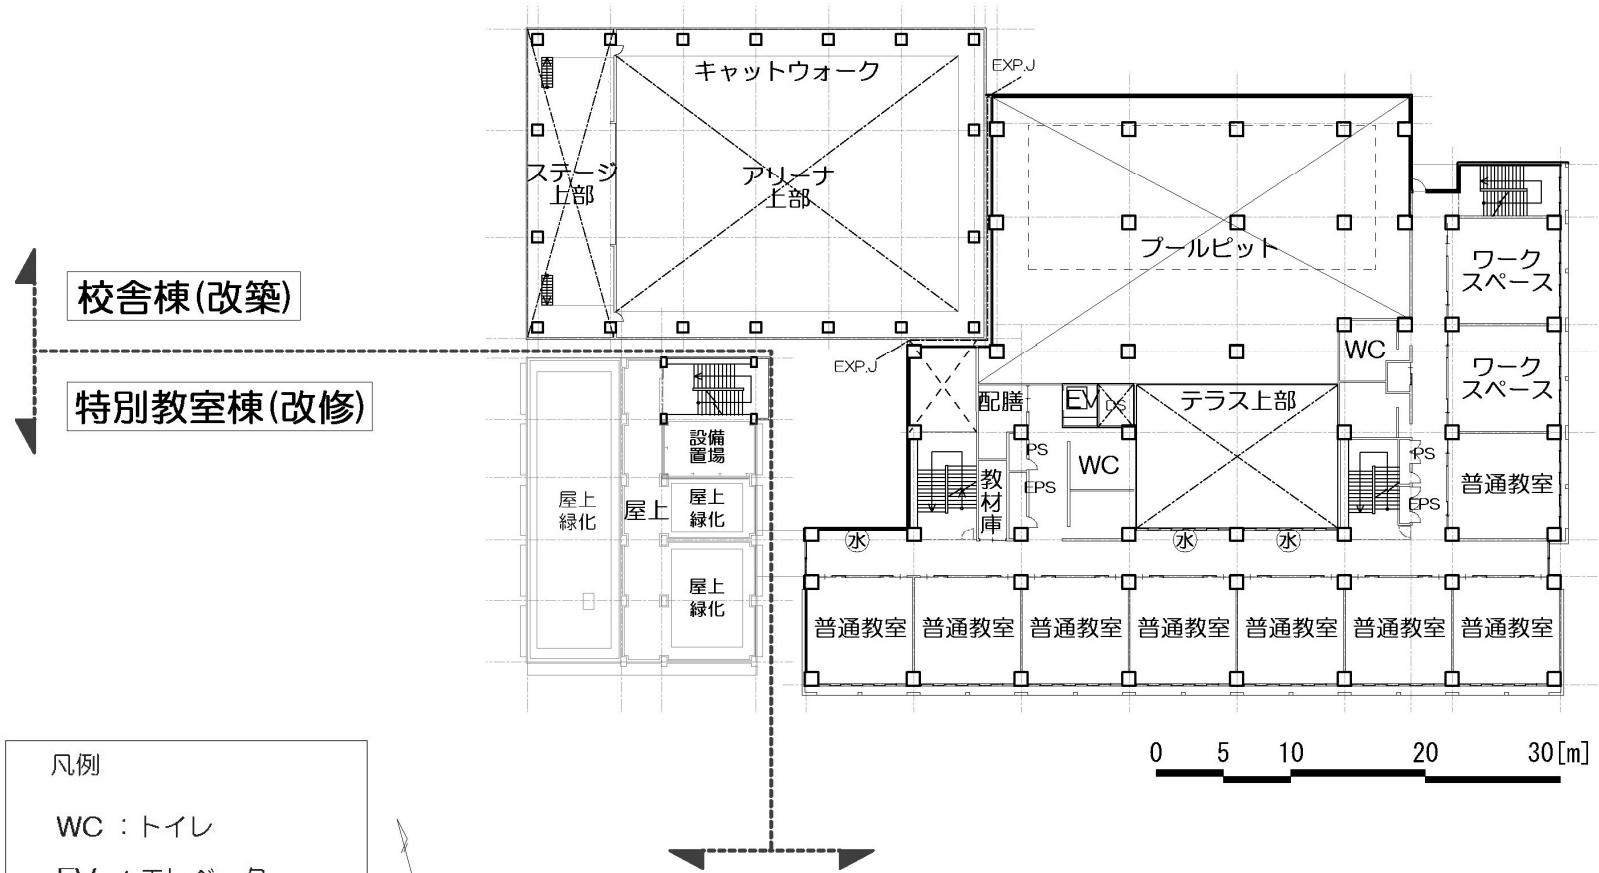 キャットウォーク
EXP.J
ステージ
上部
アリーナ
上部
プールピット
ワーク
スペース
校舎棟(改築)
EXP.J
WC
ワーク
スペース
特別教室棟(改修)
配膳
EV
DS
テラス上部
設備
置場
PS
WC
PS
普通教室
教
材
庫
EPS
EPS
屋上
緑化
屋上
屋上
緑化
水
水
水
屋上
緑化
普通教室
普通教室
普通教室
普通教室
普通教室
普通教室
普通教室
0 5 10 20 30[m]
凡例
WC ：トイレ